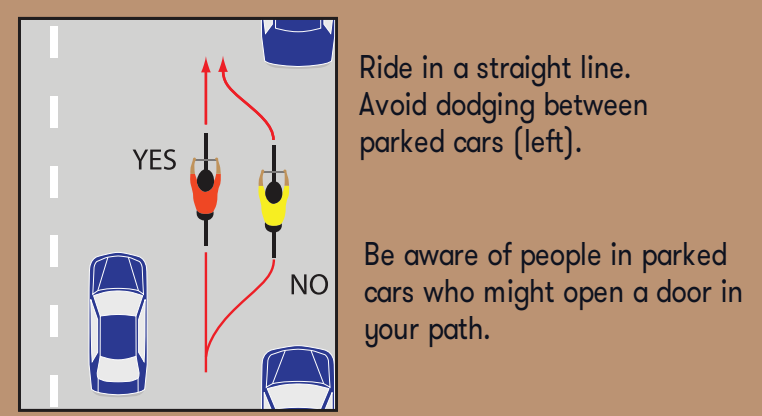 Ride in a straight line.
Avoid dodging between
parked cars (left).
YES
Be aware of people in parked
cars who might open a door in
your path.
NO